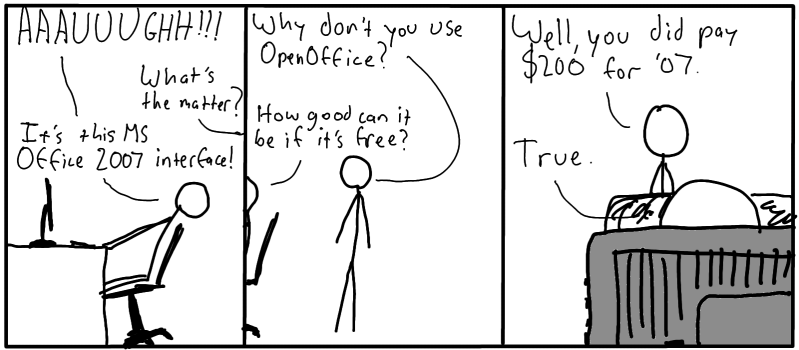 AAAUUUGHH!!!
What's
the matter?
It's this MS
Office 2007 interface!
Why don't you use
OpenOffice?
How good can it
be if it's free?
Well, you did pay
$200 for '07.
True.